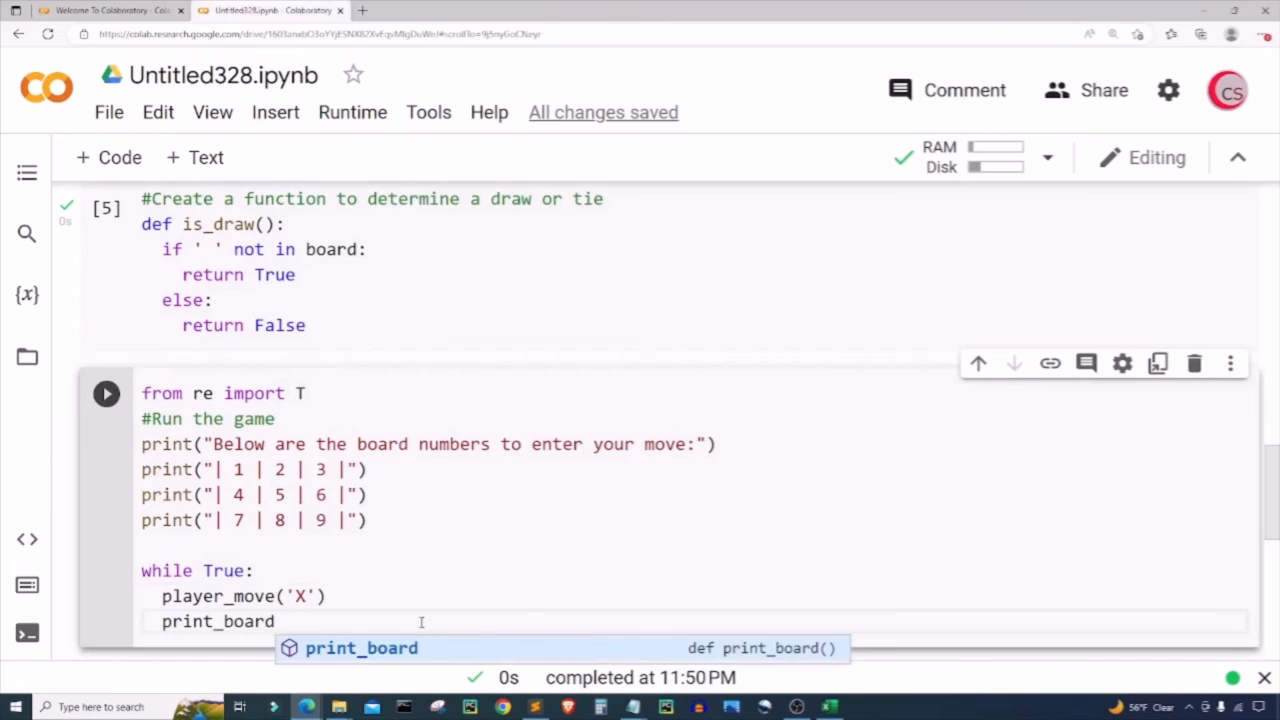 Welcome To Colaboratory - Cola
Untitled328.ipynb - Colaboratory
Untitled328.ipynb
Comment
Share
CS
File Edit View Insert Runtime Tools Help All changes saved
+ Code + Text
RAM
Disk
Editing
[5]
0s
#Create a function to determine a draw or tie
def is_draw():
if ' ' not in board:
return True
else:
return False
from re import T
#Run the game
print("Below are the board numbers to enter your move:")
print("| 1 | 2 | 3 |")
print("| 4 | 5 | 6 |")
print("| 7 | 8 | 9 |")
while True:
player_move('X')
print_board
print_board def print_board()
0s completed at 11:50 PM
Type here to search
56°F Clear